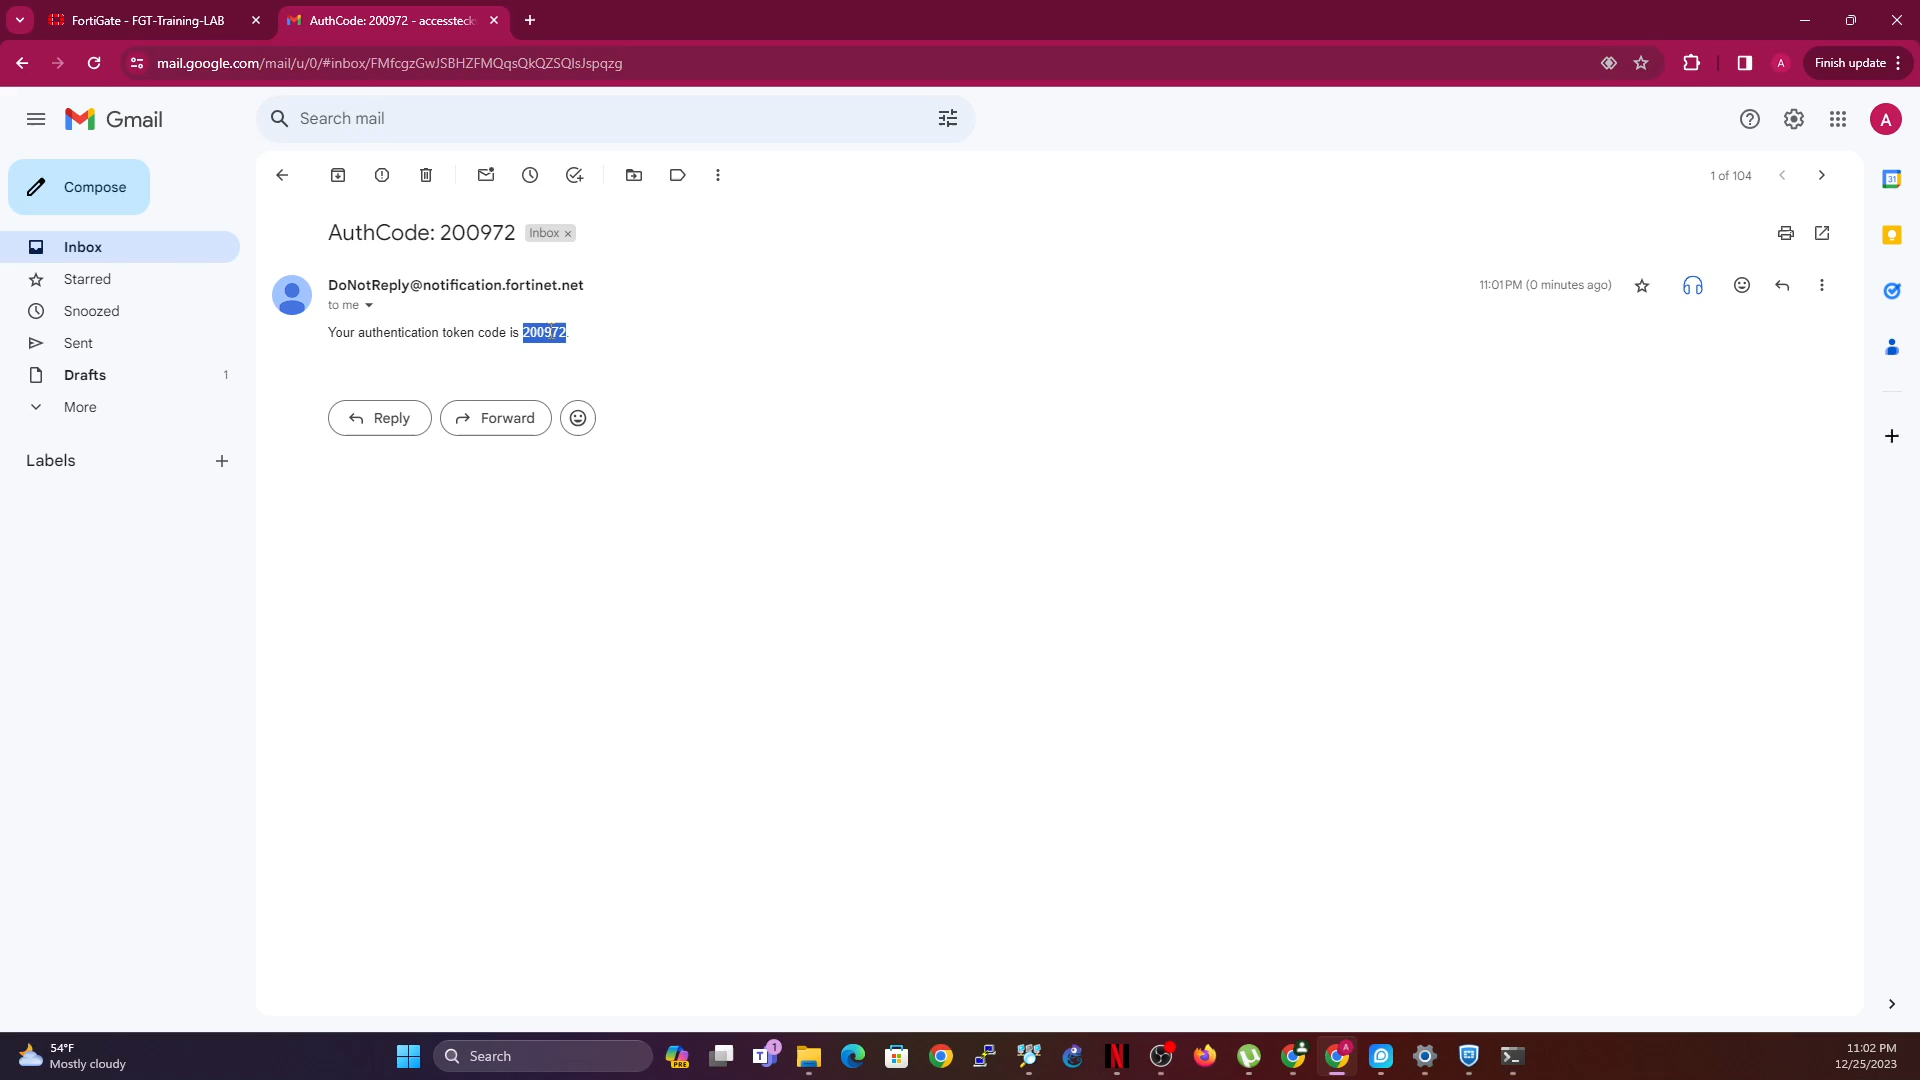 FortiGate - FGT-Training-LAB
AuthCode: 200972 - accessteck
mail.google.com/mail/u/0/#inbox/FMfcgzGwJSBHZFMQqsQkQZSQlsJspqzg
A
Finish update
Gmail
Search mail
A
Compose
1 of 104
31
Inbox
AuthCode: 200972 Inbox ×
Starred
DoNotReply@notification.fortinet.net
11:01 PM (0 minutes ago)
to me
Snoozed
Your authentication token code is 200972.
Sent
Drafts 1
More
Reply
Forward
Labels
54°F
Mostly cloudy
Search
PRE
T
1
N
A
11:02 PM
12/25/2023